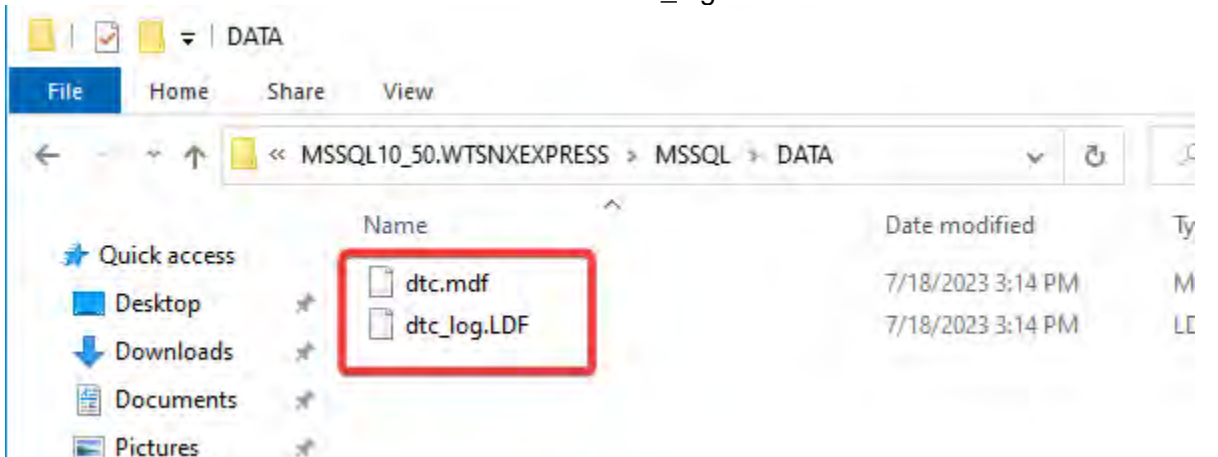 DATA
File Home Share View
« MSSQL10_50.WTSNXEXPRESS > MSSQL > DATA
Name Date modified Ty
Quick access
dtc.mdf 7/18/2023 3:14 PM M
Desktop
dtc_log.LDF 7/18/2023 3:14 PM
Downloads
Documents
Pictures